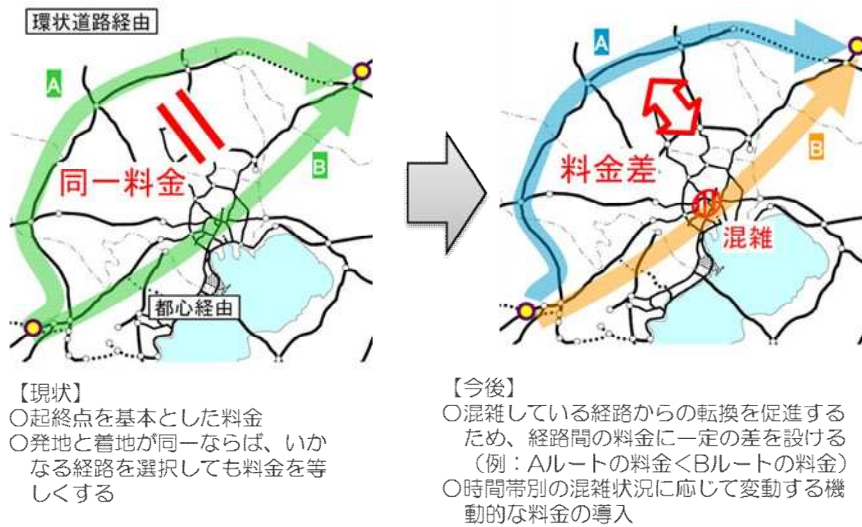 環状道路経由
A
同一料金
B
都心経由
【現状】
○起終点を基本とした料金
○発地と着地が同一ならば、いか
なる経路を選択しても料金を等
しくする
A
料金差
B
混雑
【今後】
○混雑している経路からの転換を促進する
ため、経路間の料金に一定の差を設ける
（例：Aルートの料金＜Bルートの料金）
○時間帯別の混雑状況に応じて変動する機
動的な料金の導入